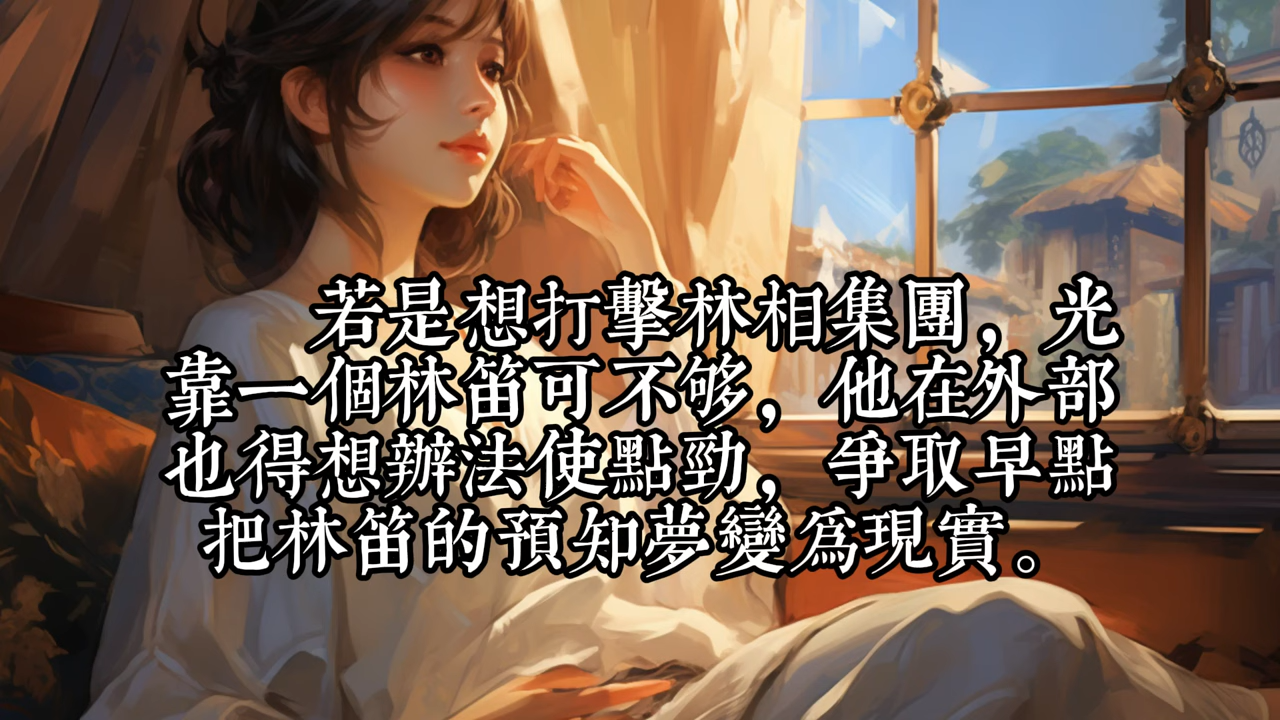 若是想打擊林相集團，光
靠一個林笛可不够，他在外部
也得想辦法使點勁，爭取早點
把林笛的預知夢變爲現實。